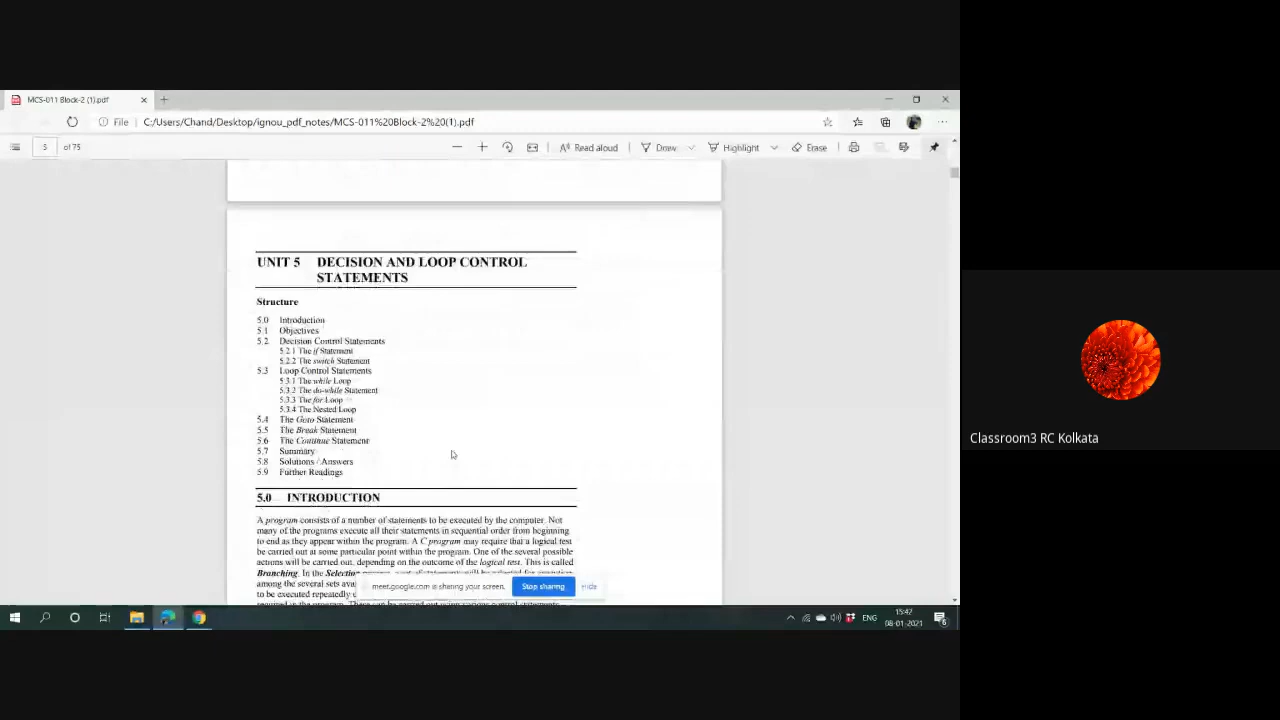 MCS-011 Block-2 (1).pdf
File C:/Users/Chand/Desktop/ignou_pdf_notes/MCS-011%20Block-2%20(1).pdf
5 of 75 Read aloud Draw Highlight Erase
UNIT 5 DECISION AND LOOP CONTROL
STATEMENTS
Structure
5.0 Introduction
5.1 Objectives
5.2 Decision Control Statements
5.2.1 The if Statement
5.2.2 The switch Statement
5.3 Loop Control Statements
5.3.1 The while Loop
5.3.2 The do-while Statement
5.3.3 The for Loop
5.3.4 The Nested Loop
5.4 The Goto Statement
5.5 The Break Statement
5.6 The Continue Statement
5.7 Summary
5.8 Solutions / Answers
5.9 Further Readings
5.0 INTRODUCTION
A program consists of a number of statements to be executed by the computer. Not
many of the programs execute all their statements in sequential order from beginning
to end as they appear within the program. A C program may require that a logical test
be carried out at some particular point within the program. One of the several possible
actions will be carried out, depending on the outcome of the logical test. This is called
Branching. In the Selection
among the several sets
to be executed repeatedly
meet.google.com is sharing your screen. Stop sharing Hide
Classroom3 RC Kolkata
ENG
15:42
08-01-2021